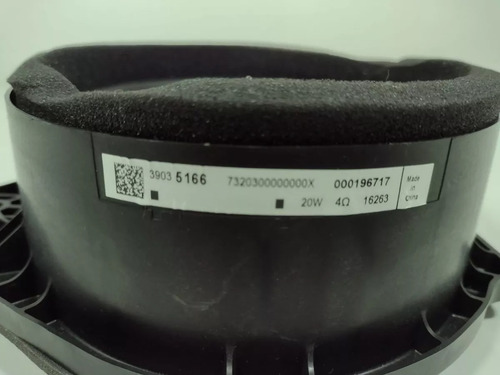 3903 5166 7320300000000X 000196717
20W 4Ω 16263
Made
in
China